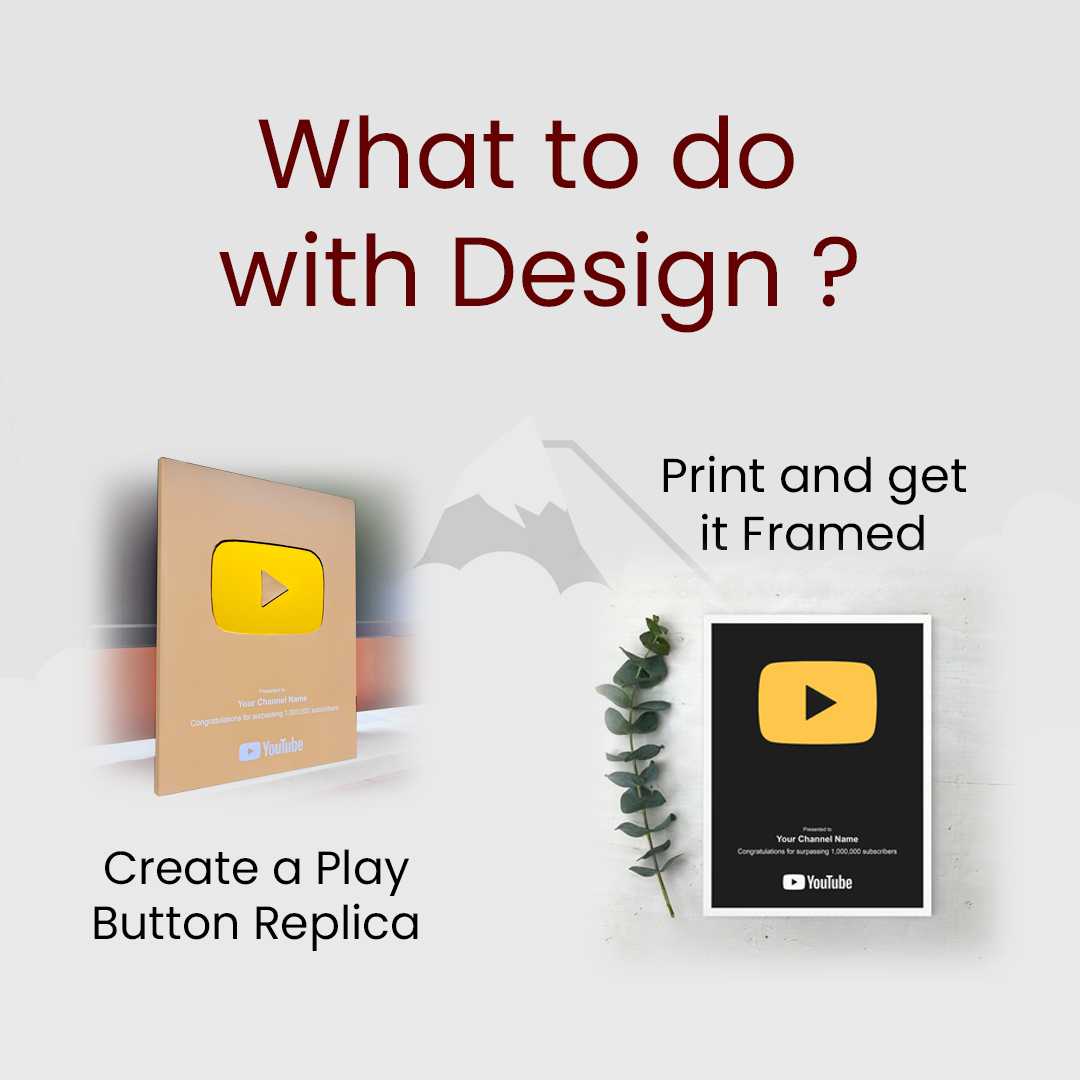 What to do
with Design ?
Print and get
it Framed
Presented to
Your Channel Name
Congratulations for surpassing 1,000,000 subscribers
YouTube
Create a Play
Button Replica
Presented to
Your Channel Name
Congratulations for surpassing 1,000,000 subscribers
YouTube